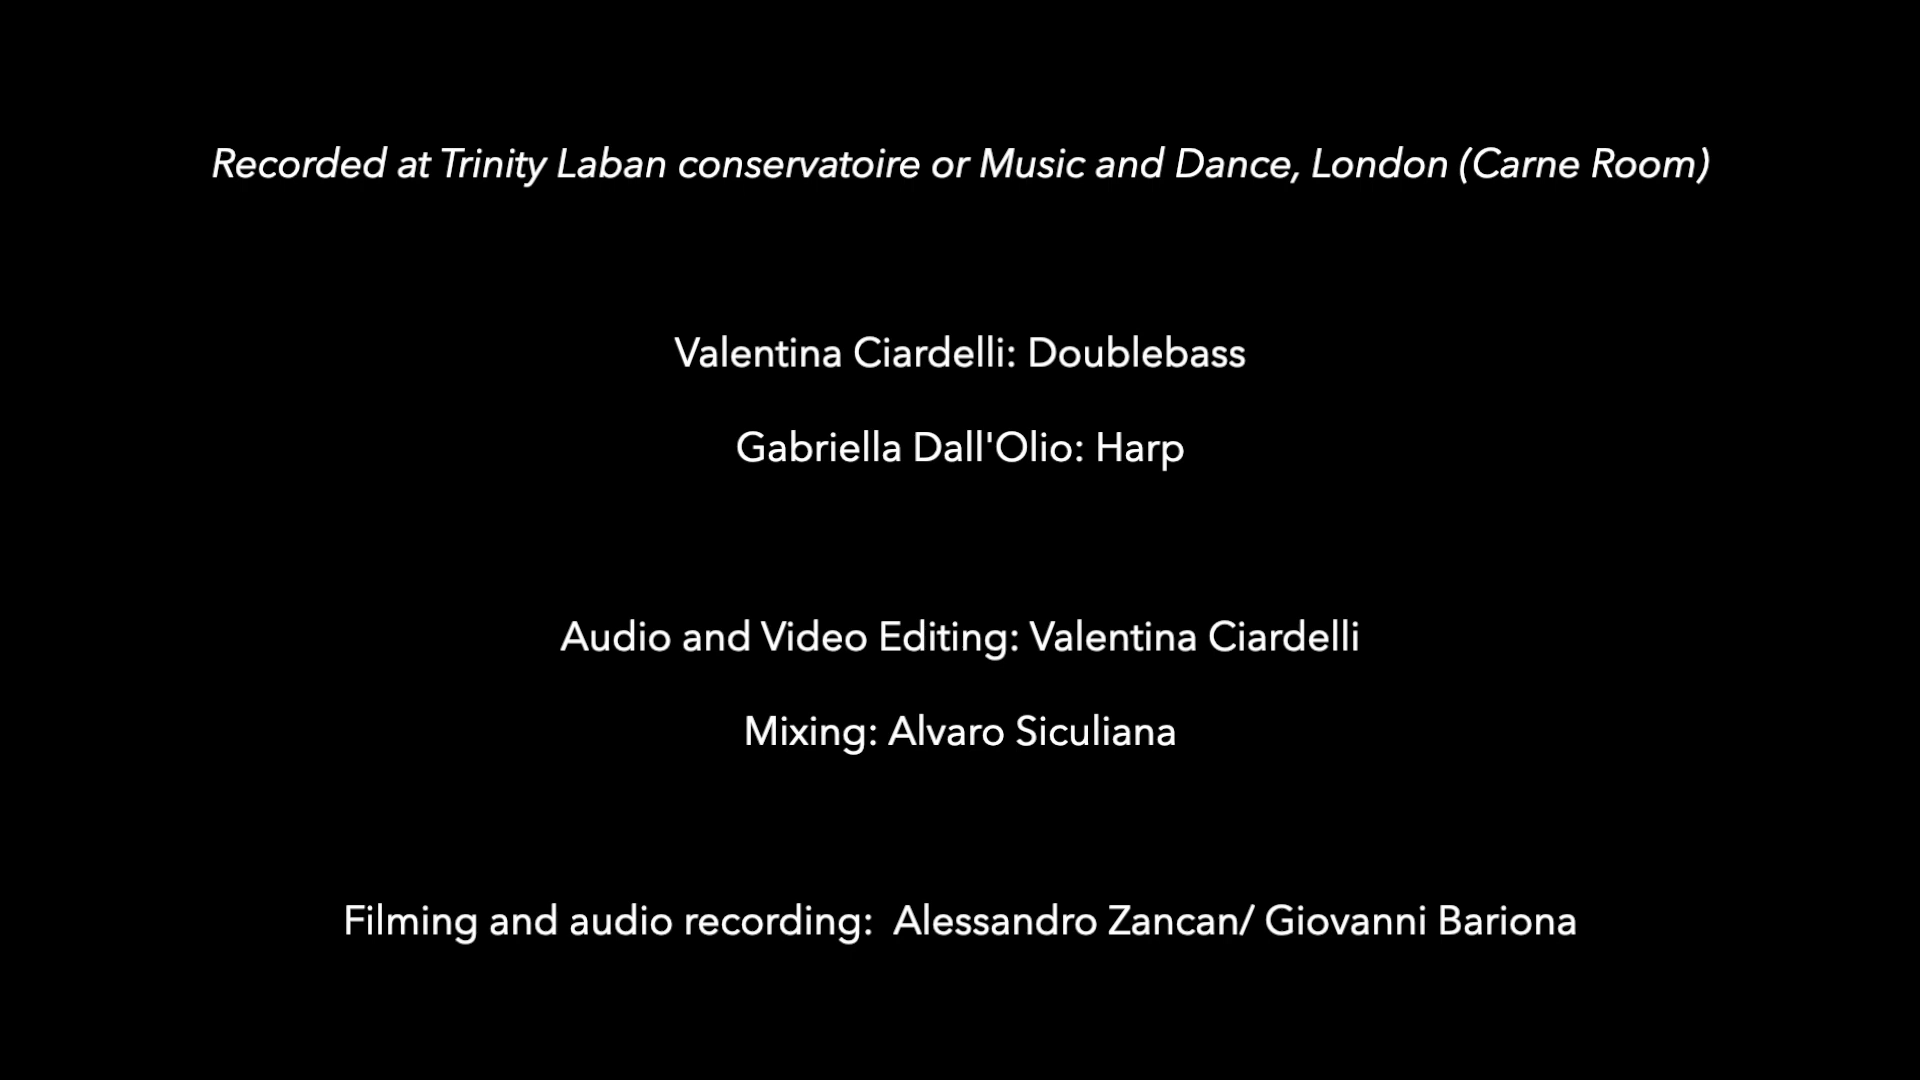 Recorded at Trinity Laban conservatoire or Music and Dance, London (Carne Room)
Valentina Ciardelli: Doublebass
Gabriella Dall'Olio: Harp
Audio and Video Editing: Valentina Ciardelli
Mixing: Alvaro Siculiana
Filming and audio recording:  Alessandro Zancan/ Giovanni Bariona